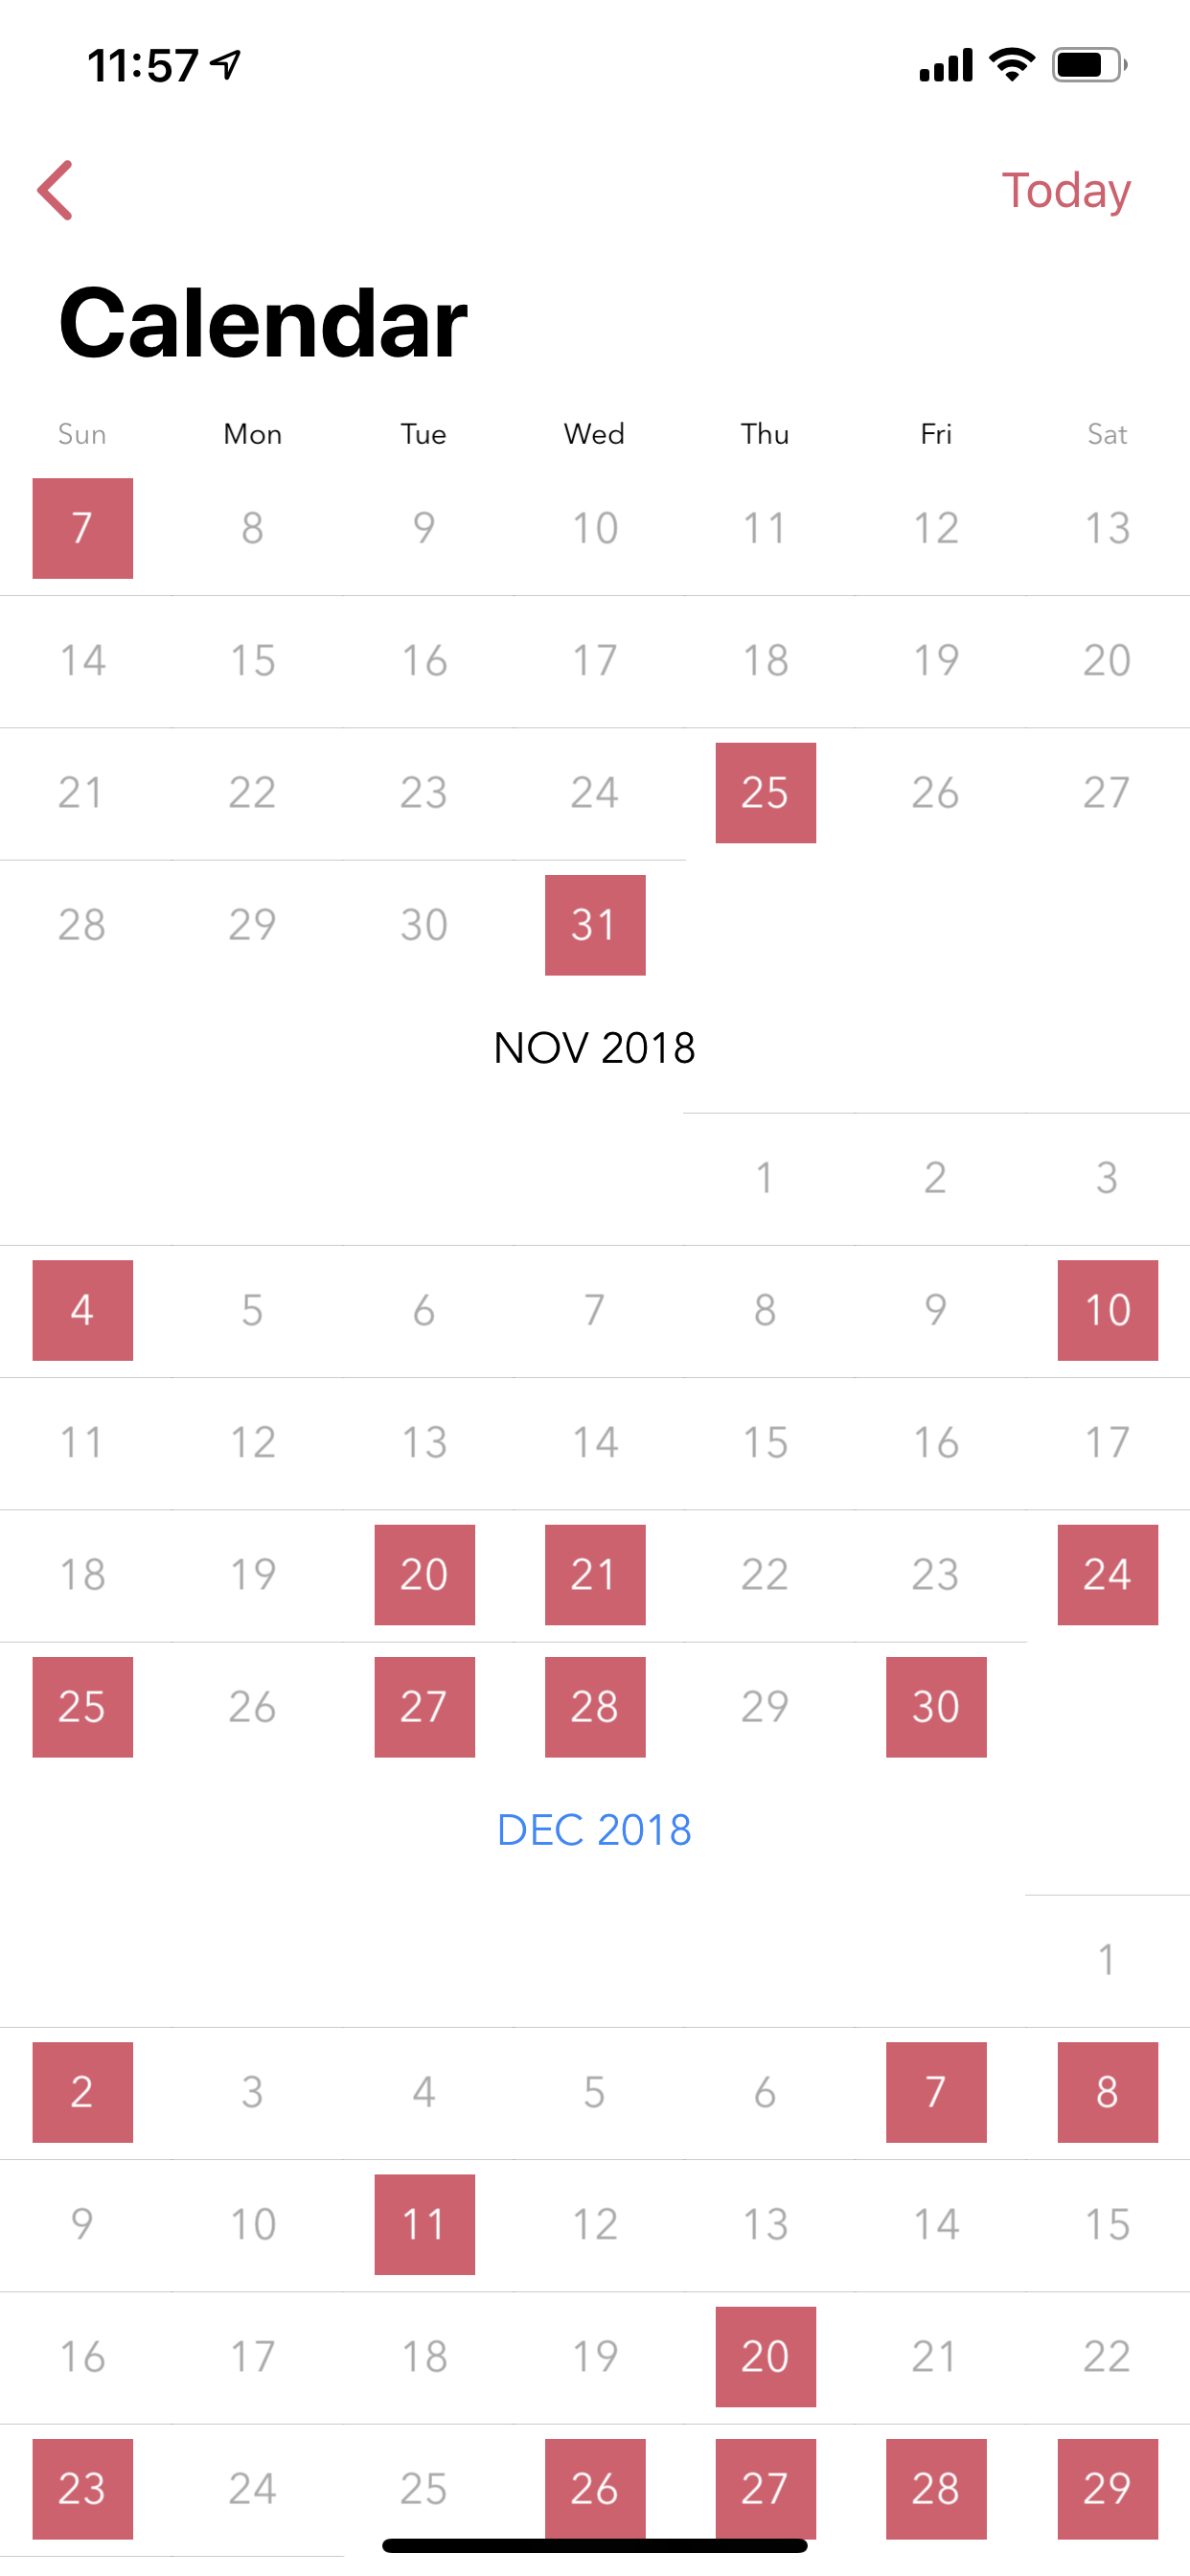 11:57
Today
Calendar
Sun Mon Tue Wed Thu Fri Sat
7 8 9 10 11 12 13
14 15 16 17 18 19 20
21 22 23 24 25 26 27
28 29 30 31
NOV 2018
1 2 3
4 5 6 7 8 9 10
11 12 13 14 15 16 17
18 19 20 21 22 23 24
25 26 27 28 29 30
DEC 2018
1
2 3 4 5 6 7 8
9 10 11 12 13 14 15
16 17 18 19 20 21 22
23 24 25 26 27 28 29